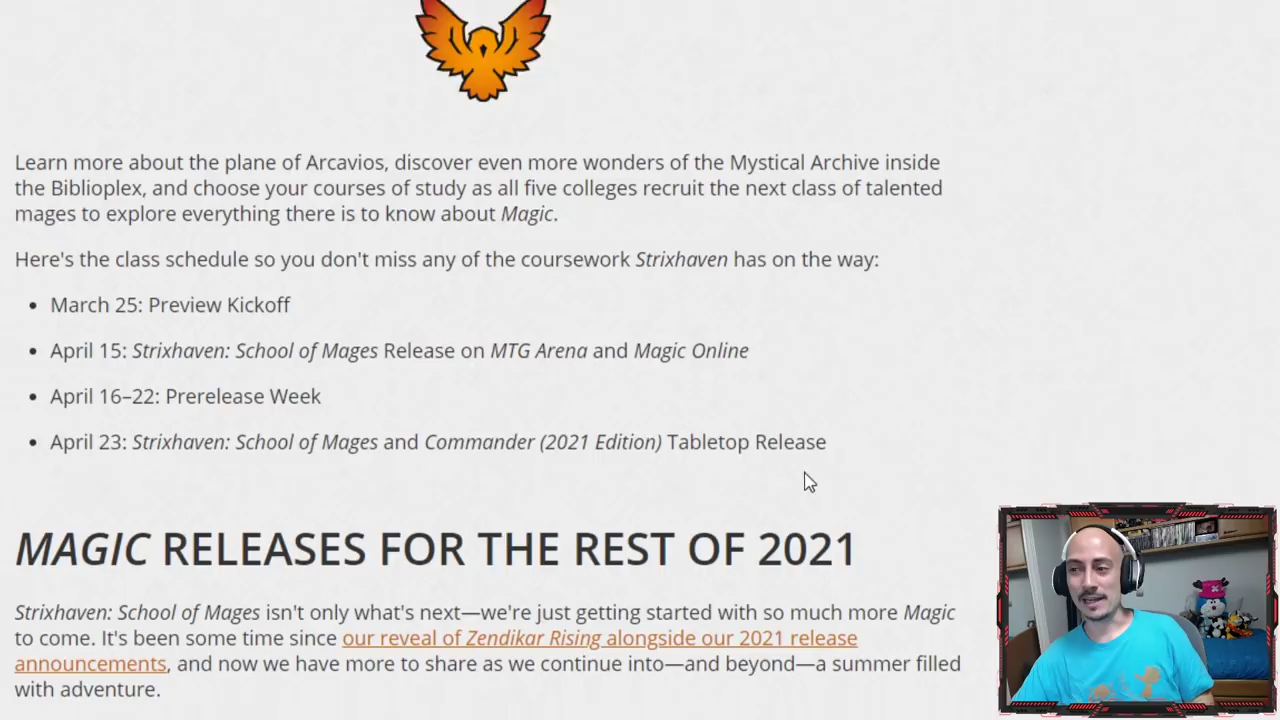 Learn more about the plane of Arcavios, discover even more wonders of the Mystical Archive inside
the Biblioplex, and choose your courses of study as all five colleges recruit the next class of talented
mages to explore everything there is to know about Magic.
Here's the class schedule so you don't miss any of the coursework Strixhaven has on the way:
• March 25: Preview Kickoff
• April 15: Strixhaven: School of Mages Release on MTG Arena and Magic Online
• April 16–22: Prerelease Week
• April 23: Strixhaven: School of Mages and Commander (2021 Edition) Tabletop Release
MAGIC RELEASES FOR THE REST OF 2021
Strixhaven: School of Mages isn't only what's next—we're just getting started with so much more Magic
to come. It's been some time since our reveal of Zendikar Rising alongside our 2021 release
announcements, and now we have more to share as we continue into—and beyond—a summer filled
with adventure.